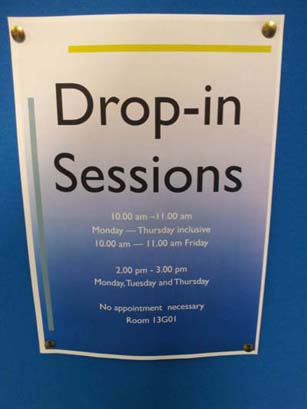 Drop-in
Sessions
10.00 am –11.00 am
Monday — Thursday inclusive
10.00 am — 11.00 am Friday
2.00 pm - 3.00 pm
Monday, Tuesday and Thursday
No appointment necessary
Room 13G01